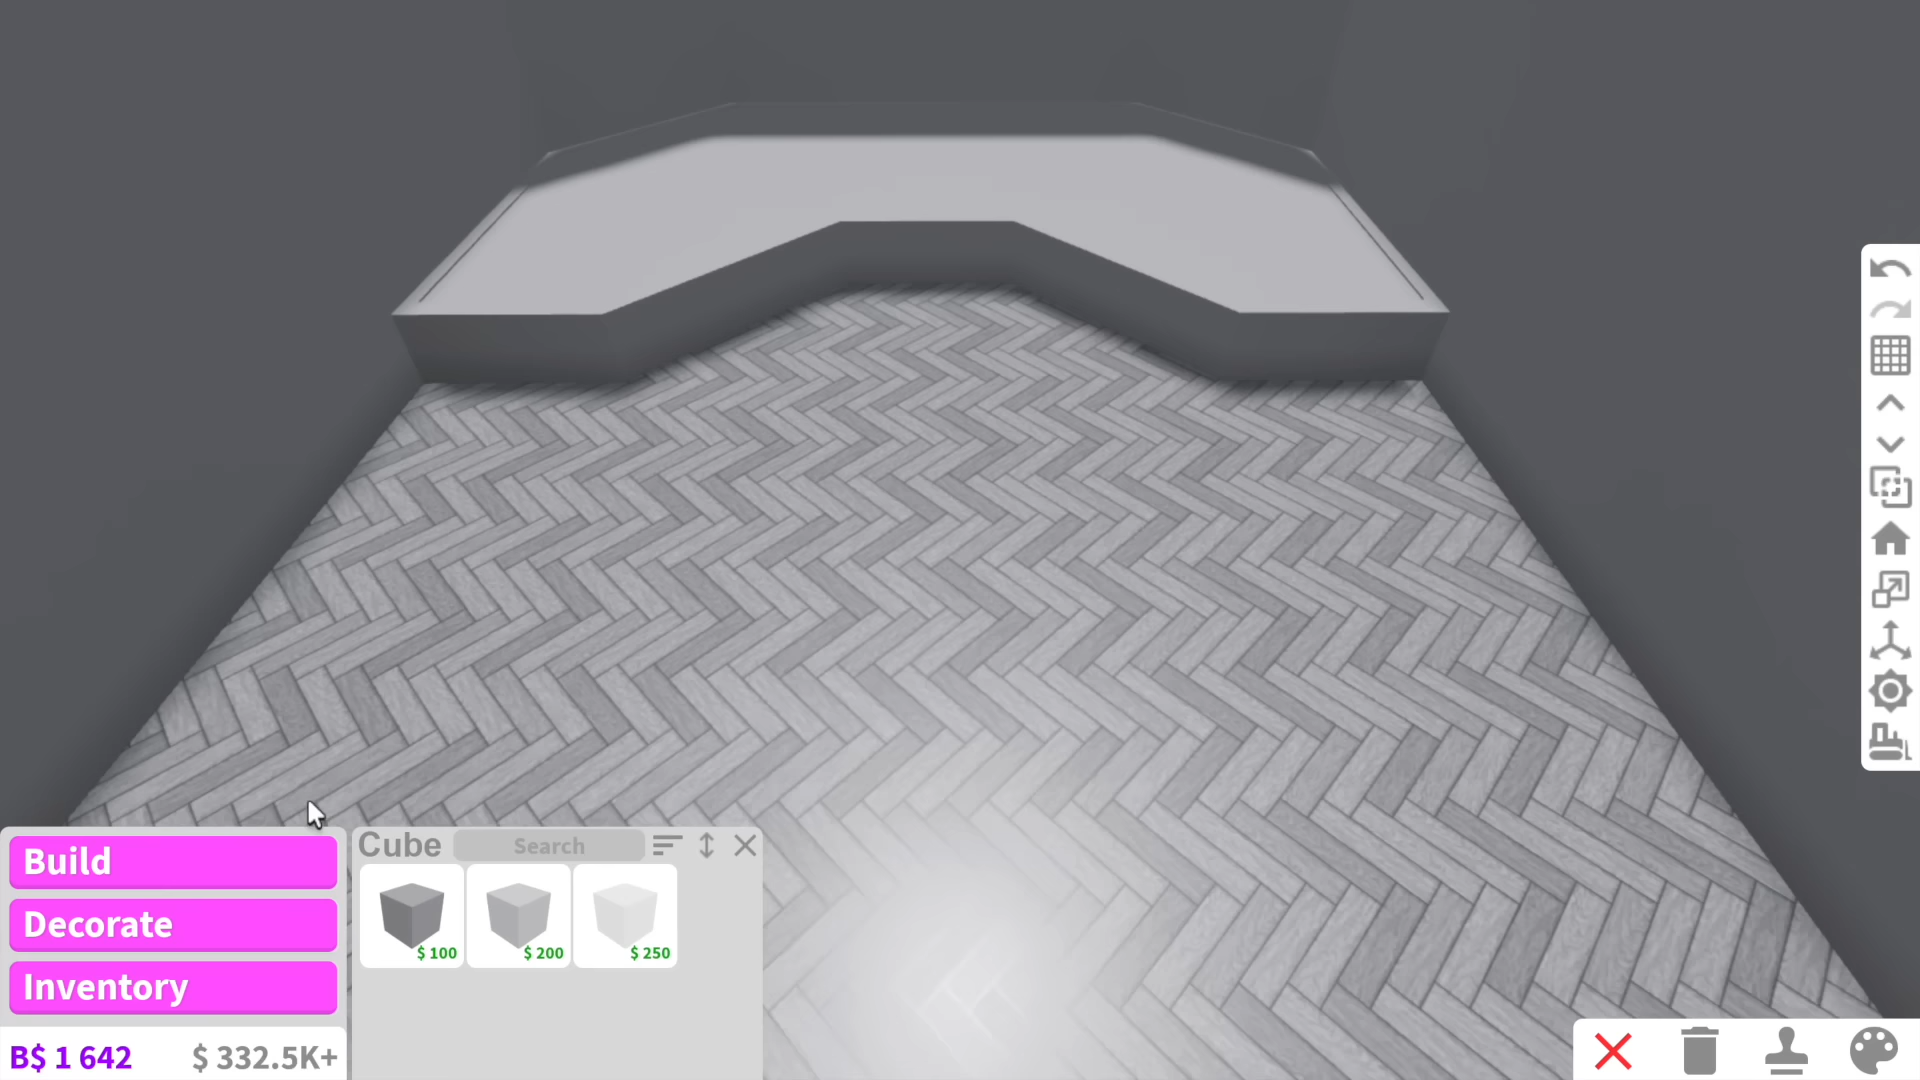 Build
Decorate
Inventory
B$ 1 642 $ 332.5K+
Cube Search
$ 100 $ 200 $ 250